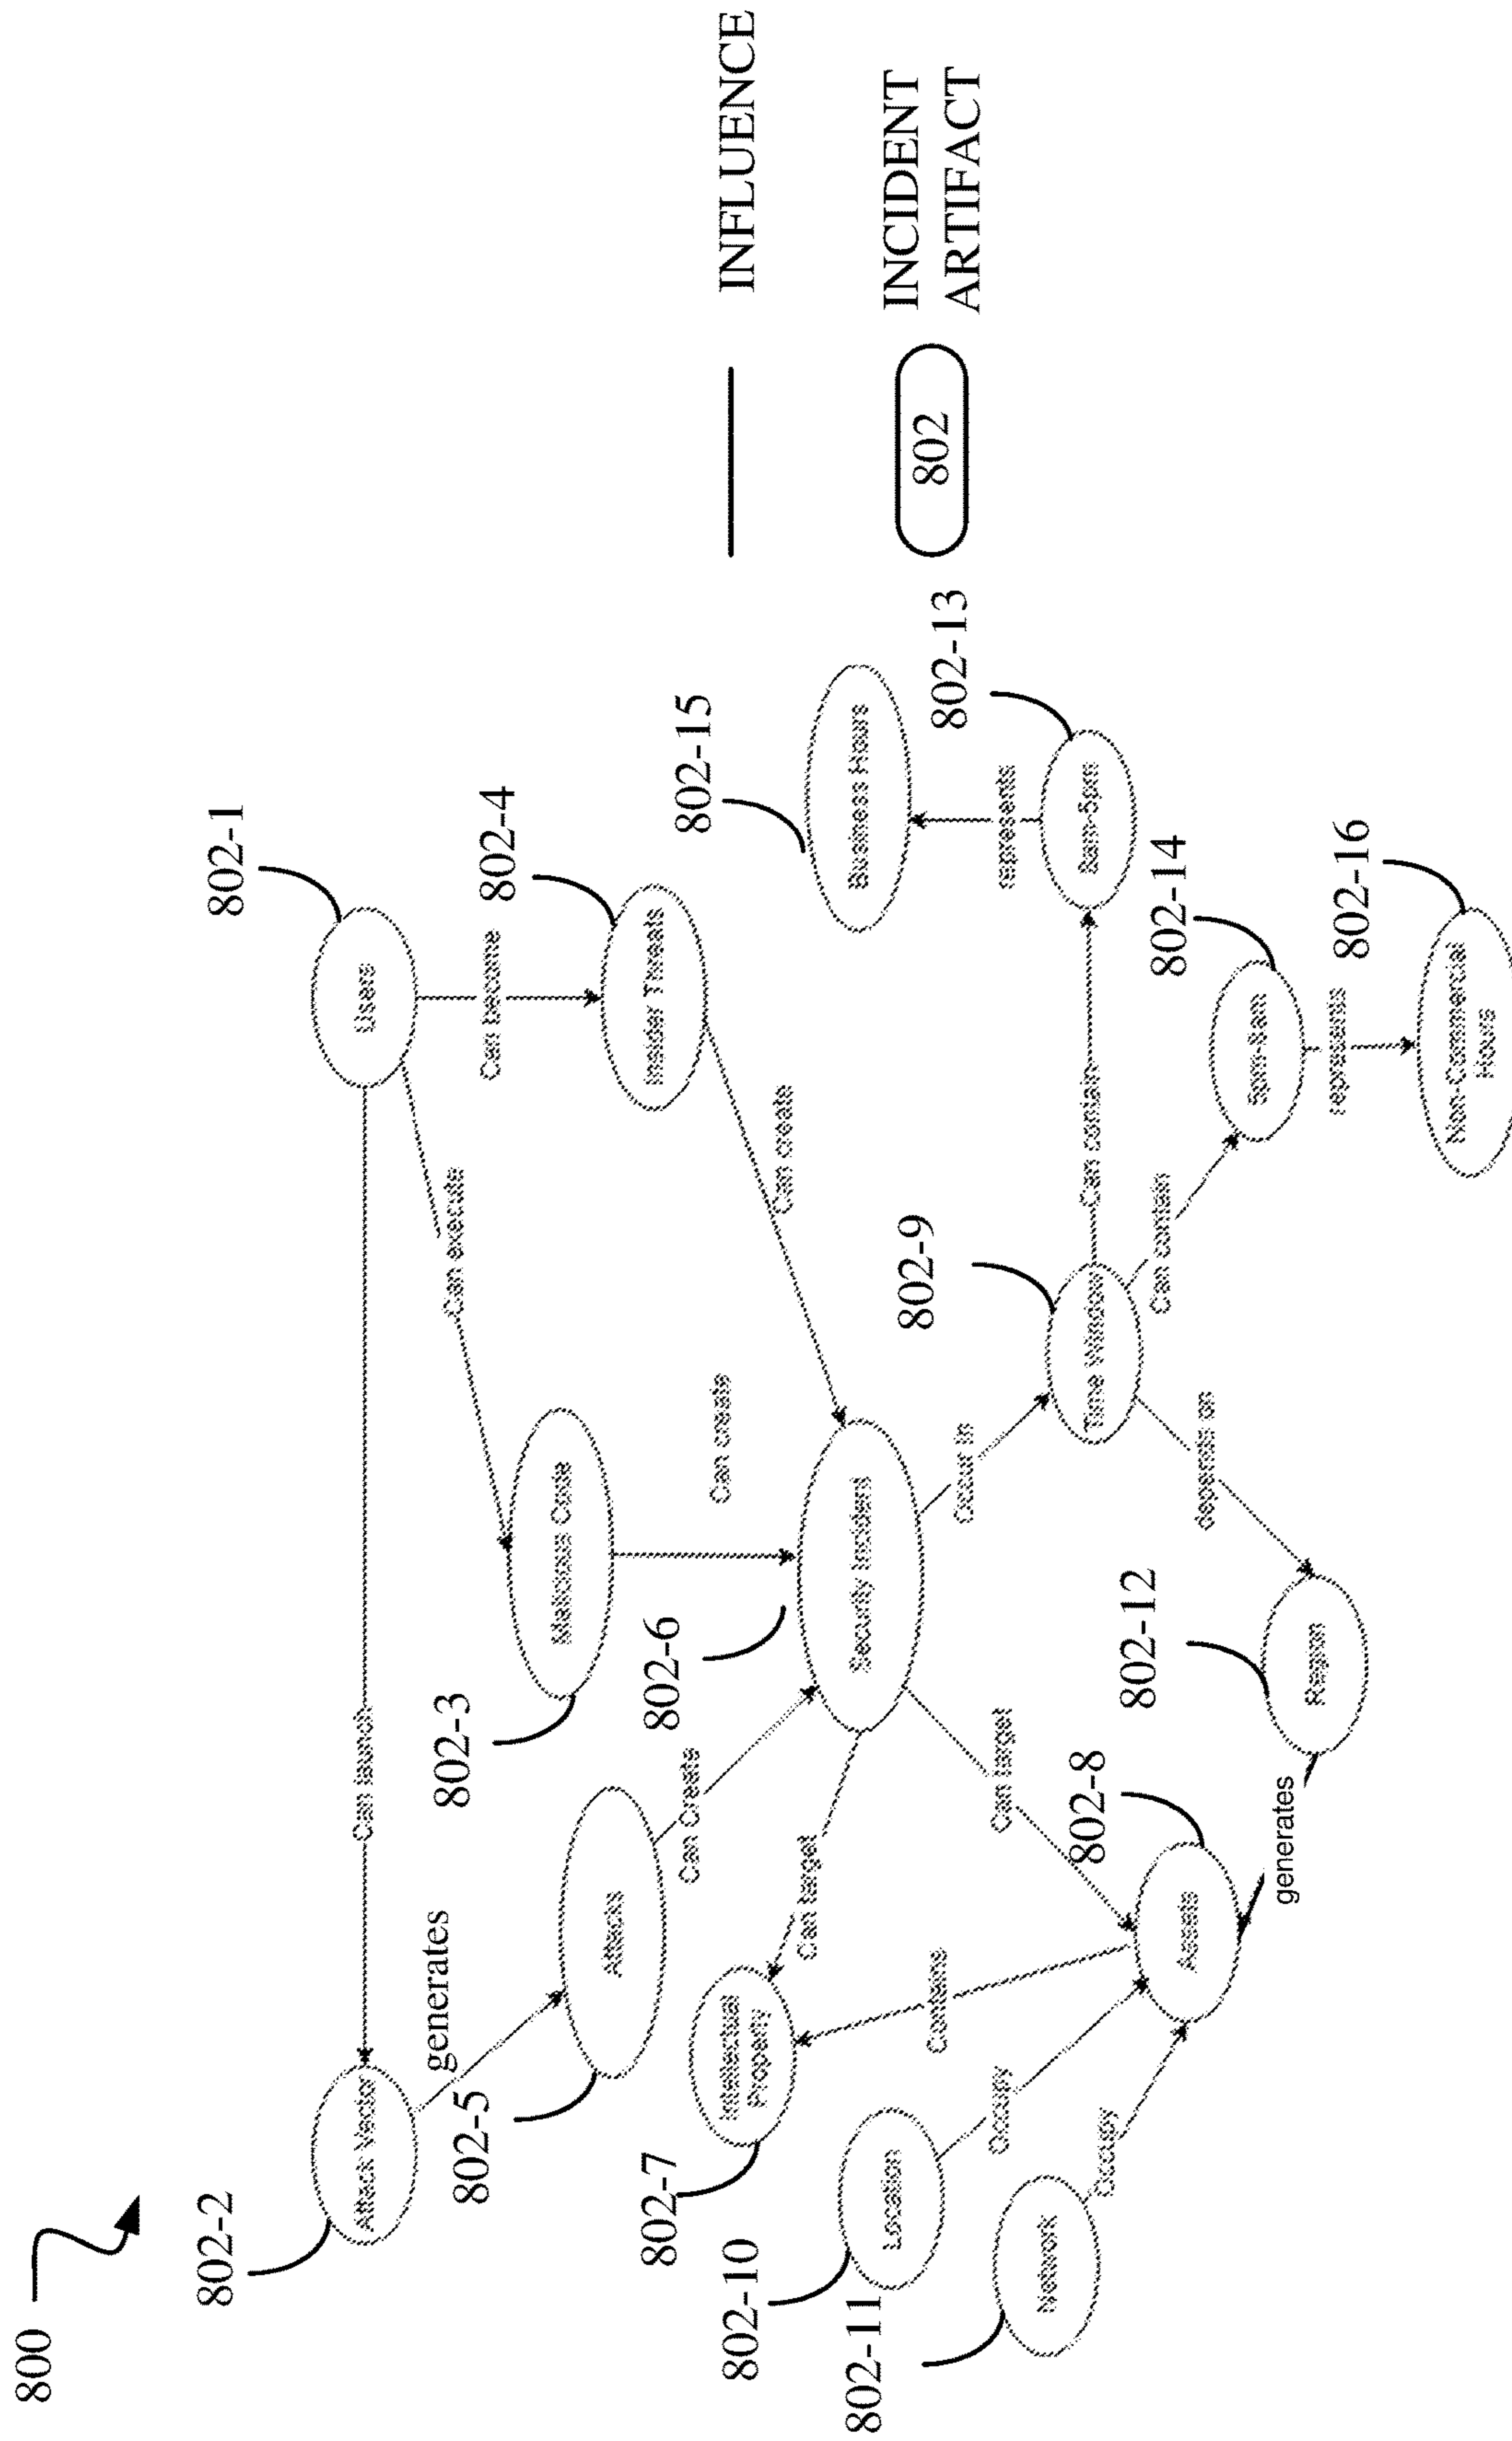 800
802-2
Attack Vector
Can launch
802-1
Users
generates
Can execute
Can become
802-5
Attacks
802-3
Malicious Code
802-4
Insider Threats
Can Create
Can create
Can create
802-7
Intellectual
Property
Can target
802-6
Security Incident
802-15
Business Hours
INFLUENCE
802-10
Location
Contains
Can target
Occur in
802-9
represents
802-13
802
INCIDENT
ARTIFACT
802-11
Network
Occupy
Occupy
802-8
Assets
Time Window
Can contain
8am-5pm
802-12
depends on
Can contain
802-14
5pm-8am
generates
Region
represents
802-16
Non-Commercial
Hours